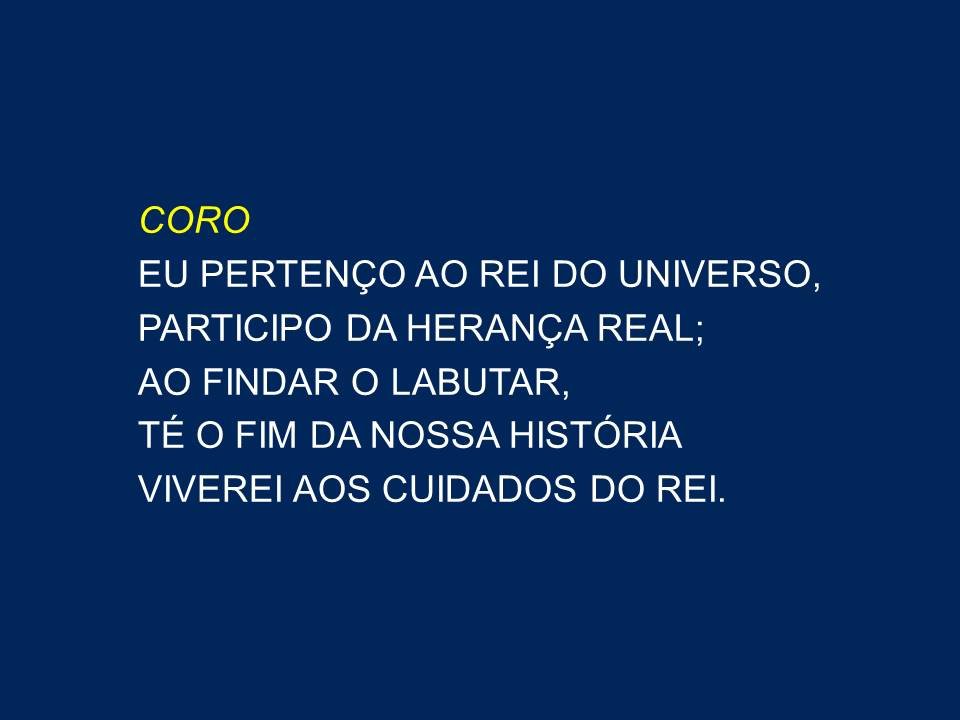 CORO
EU PERTENÇO AO REI DO UNIVERSO,
PARTICIPO DA HERANÇA REAL;
AO FINDAR O LABUTAR,
TÉ O FIM DA NOSSA HISTÓRIA
VIVEREI AOS CUIDADOS DO REI.